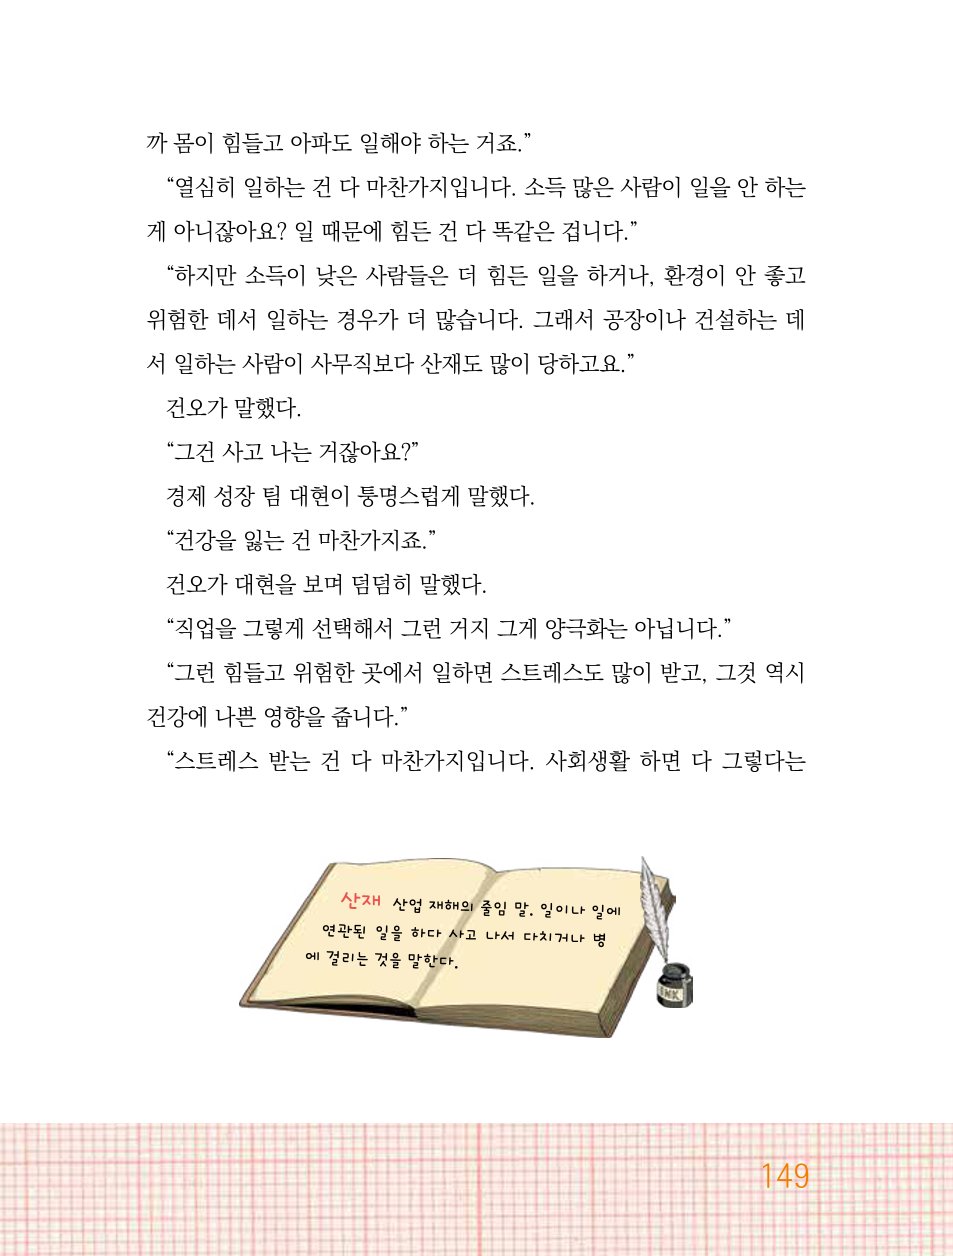 까 몸이 힘들고 아파도 일해야 하는 거죠.”
“열심히 일하는 건 다 마찬가지입니다. 소득 많은 사람이 일을 안 하는
게 아니잖아요? 일 때문에 힘든 건 다 똑같은 겁니다.”
“하지만 소득이 낮은 사람들은 더 힘든 일을 하거나, 환경이 안 좋고
위험한 데서 일하는 경우가 더 많습니다. 그래서 공장이나 건설하는 데
서 일하는 사람이 사무직보다 산재도 많이 당하고요.”
건오가 말했다.
“그건 사고 나는 거잖아요?”
경제 성장 팀 대현이 퉁명스럽게 말했다.
“건강을 잃는 건 마찬가지죠.”
건오가 대현을 보며 덤덤히 말했다.
“직업을 그렇게 선택해서 그런 거지 그게 양극화는 아닙니다.”
“그런 힘들고 위험한 곳에서 일하면 스트레스도 많이 받고, 그것 역시
건강에 나쁜 영향을 줍니다.”
“스트레스 받는 건 다 마찬가지입니다. 사회생활 하면 다 그렇다는
산재 산업 재해의 줄임 말. 일이나 일에
연관된 일을 하다 사고 나서 다치거나 병
에 걸리는 것을 말한다.
INK
149